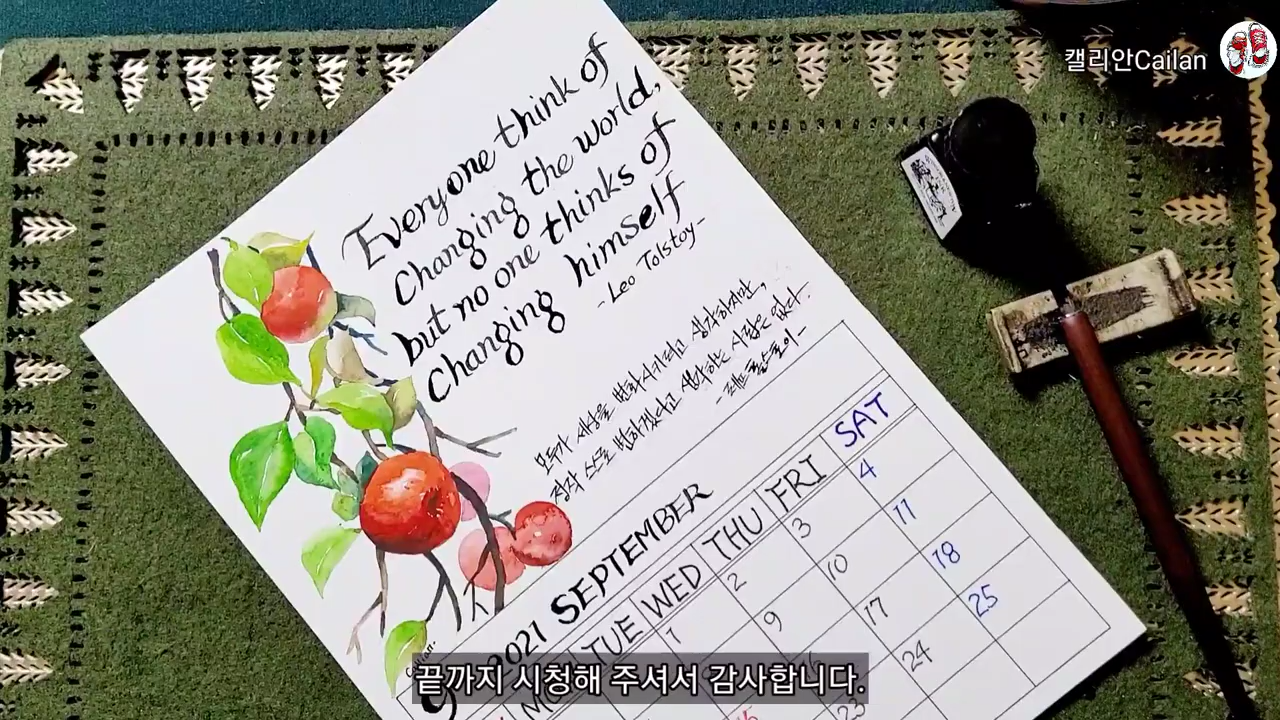 캘리안Cailan
Everyone think of
Changing the world,
but no one thinks of
Changing himself
-Leo Tolstoy-
모두가 세상을 변화시키려고 생각하지만,
정작 스스로 변하겠다고 생각하는 사람은 없다.
-레프 톨스토이-
9 2021 SEPTEMBER
TUE WED THU FRI SAT
1 2 3 4
9 10 11
17 18
23 24 25
끝까지 시청해 주셔서 감사합니다.